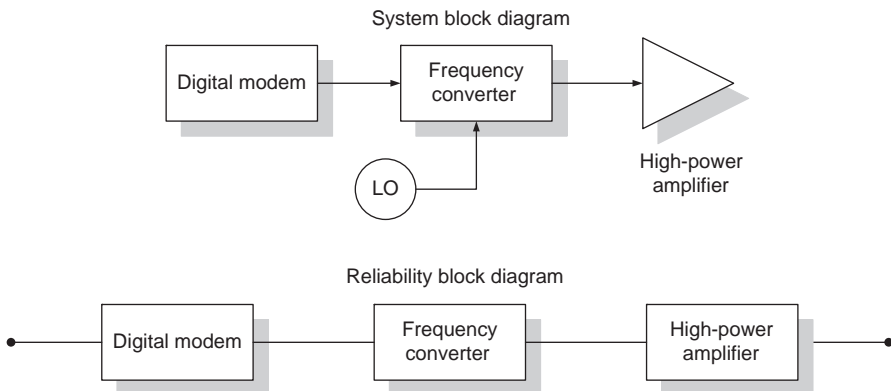 System block diagram
Digital modem
Frequency
converter
LO
High-power
amplifier
Reliability block diagram
Digital modem
Frequency
converter
High-power
amplifier